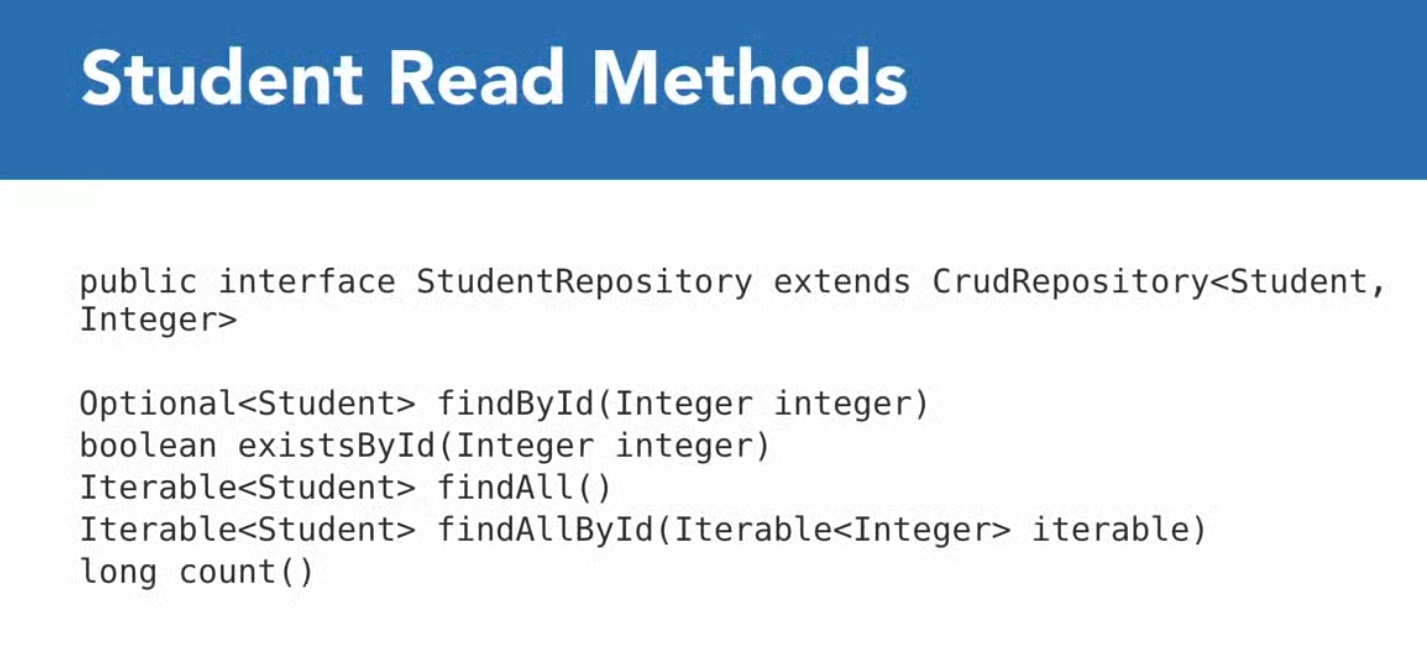 Student Read Methods
public interface StudentRepository extends CrudRepository<Student,
Integer>
Optional<Student> findById(Integer integer)
boolean existsById(Integer integer)
Iterable<Student> findAll()
Iterable<Student> findAllById(Iterable<Integer> iterable)
long count()